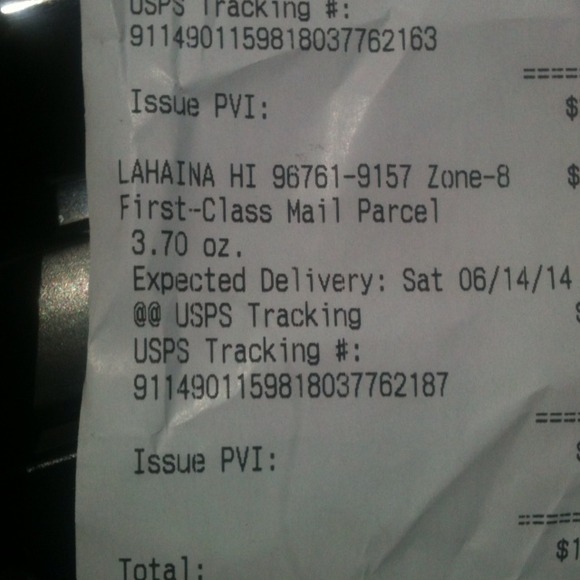 USPS Tracking #:
9114901159818037762163
====
Issue PVI: $
LAHAINA HI 96761-9157 Zone-8 $
First-Class Mail Parcel
3.70 oz.
Expected Delivery: Sat 06/14/14
@@ USPS Tracking $
USPS Tracking #:
9114901159818037762187
====
Issue PVI: $
=====
$1
Total: